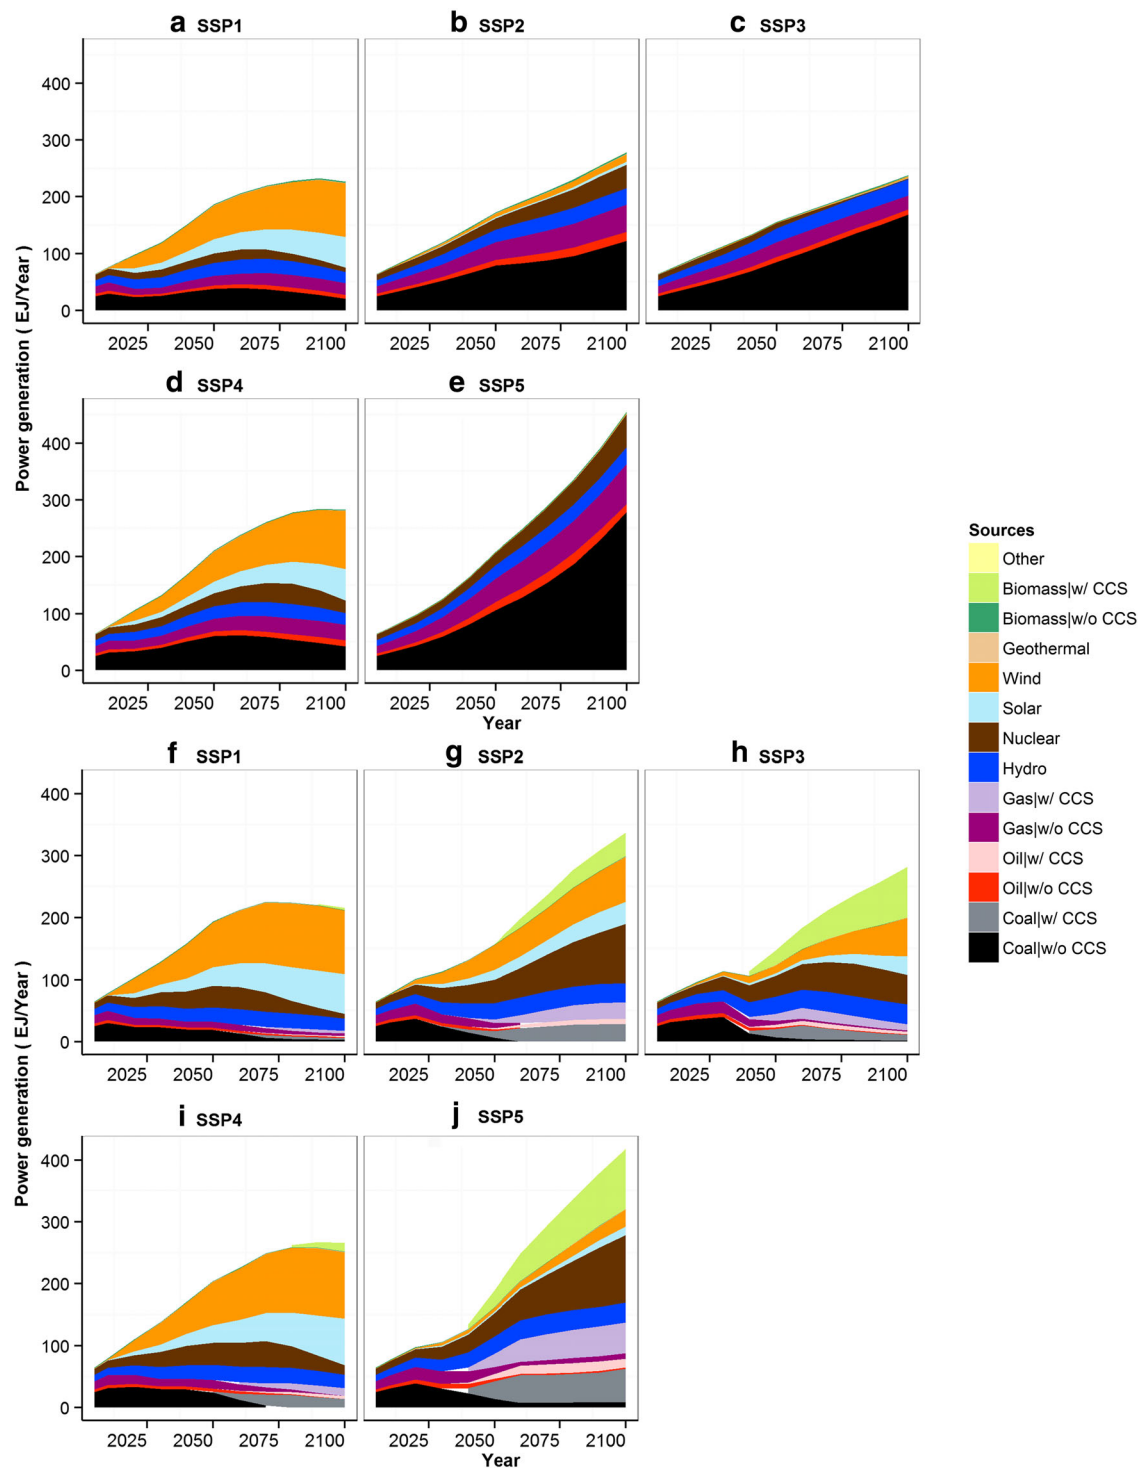 a SSP1
b SSP2
c SSP3
400
300
200
100
0
2025 2050 2075 2100
2025 2050 2075 2100
2025 2050 2075 2100
Power generation ( EJ/Year )
d SSP4
e SSP5
400
300
200
100
0
2025 2050 2075 2100
2025 2050 2075 2100
Year
f SSP1
g SSP2
h SSP3
400
300
200
100
0
2025 2050 2075 2100
2025 2050 2075 2100
2025 2050 2075 2100
Power generation ( EJ/Year )
i SSP4
j SSP5
400
300
200
100
0
2025 2050 2075 2100
2025 2050 2075 2100
Year
Sources
Other
Biomass|w/ CCS
Biomass|w/o CCS
Geothermal
Wind
Solar
Nuclear
Hydro
Gas|w/ CCS
Gas|w/o CCS
Oil|w/ CCS
Oil|w/o CCS
Coal|w/ CCS
Coal|w/o CCS